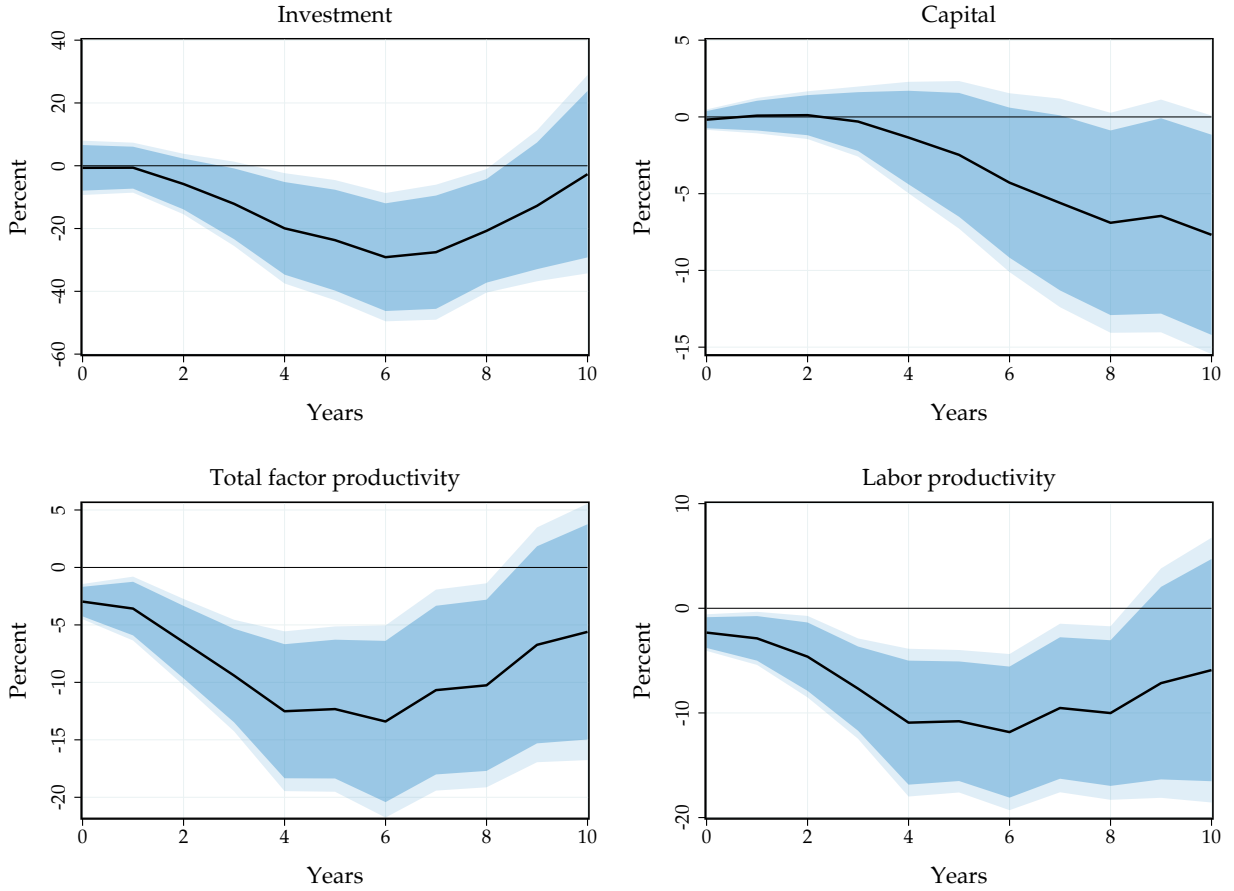 Investment
Percent
40
20
0
-20
-40
-60
0 2 4 6 8 10
Years
Capital
Percent
5
0
-5
-10
-15
0 2 4 6 8 10
Years
Total factor productivity
Percent
5
0
-5
-10
-15
-20
0 2 4 6 8 10
Years
Labor productivity
Percent
10
0
-10
-20
0 2 4 6 8 10
Years